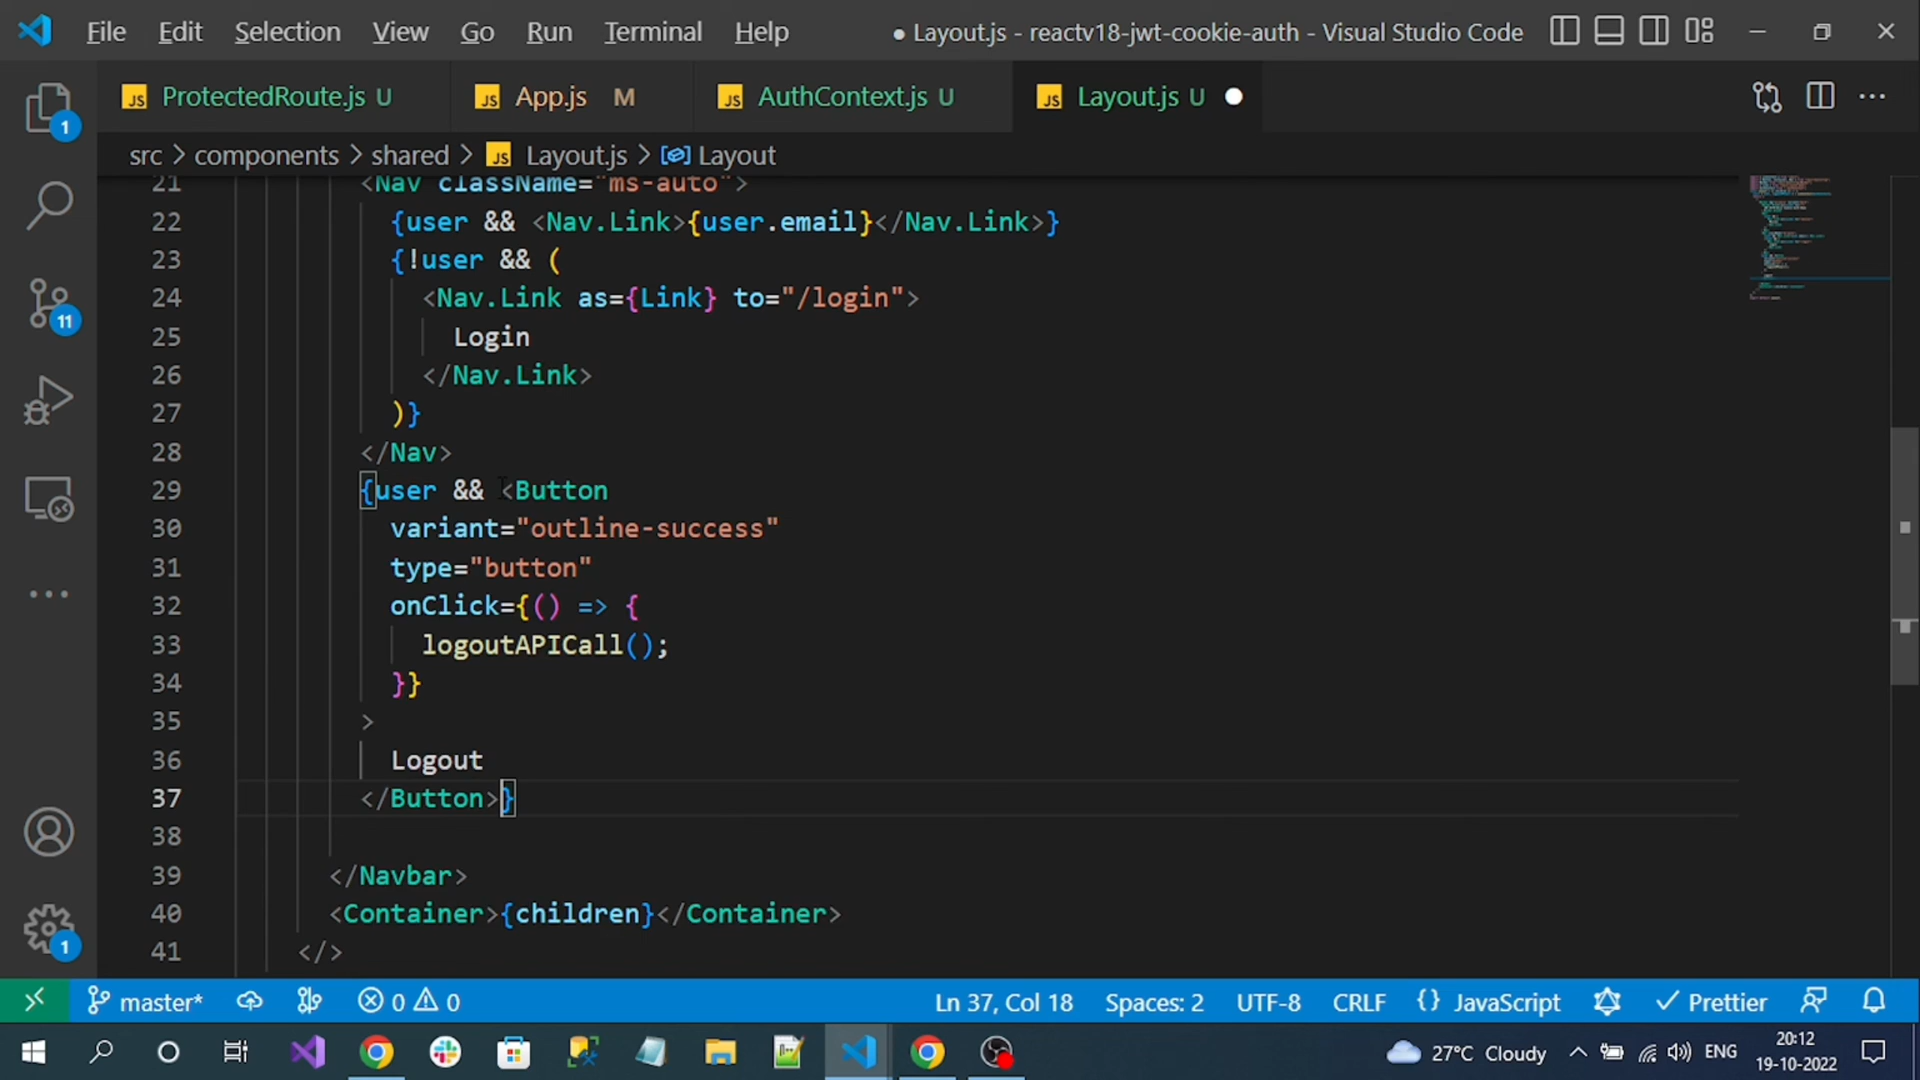 File Edit Selection View Go Run Terminal Help ● Layout.js - reactv18-jwt-cookie-auth - Visual Studio Code
JS ProtectedRoute.js U JS App.js M JS AuthContext.js U JS Layout.js U
src > components > shared > JS Layout.js > Layout
21 <Nav className="ms-auto">
22 {user && <Nav.Link>{user.email}</Nav.Link>}
23 {!user && (
24 <Nav.Link as={Link} to="/login">
25 Login
26 </Nav.Link>
27 )}
28 </Nav>
29 {user && <Button
30 variant="outline-success"
31 type="button"
32 onClick={() => {
33 logoutAPICall();
34 }}
35 >
36 Logout
37 </Button>}
38
39 </Navbar>
40 <Container>{children}</Container>
41 </>
1
11
1
master* 0 0 Ln 37, Col 18 Spaces: 2 UTF-8 CRLF {} JavaScript Prettier
27°C Cloudy ENG 20:12
19-10-2022